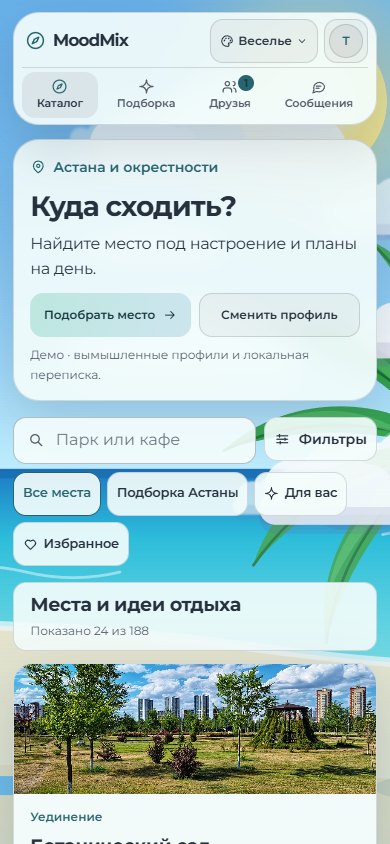 MoodMix
Веселье
Т
Каталог
Подборка
Друзья
1
Сообщения
Астана и окрестности
Куда сходить?
Найдите место под настроение и планы
на день.
Подобрать место
Сменить профиль
Демо · вымышленные профили и локальная
переписка.
Парк или кафе
Фильтры
Все места
Подборка Астаны
Для вас
Избранное
Места и идеи отдыха
Показано 24 из 188
Уединение
Ботанический сад